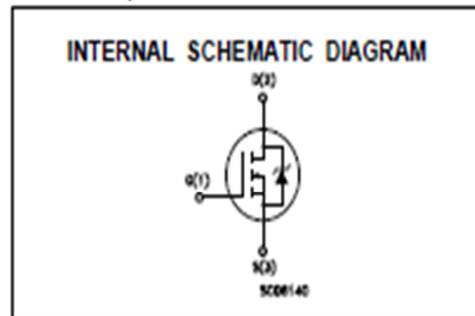 INTERNAL SCHEMATIC DIAGRAM
D(2)
G(1)
S(3)
SC06140